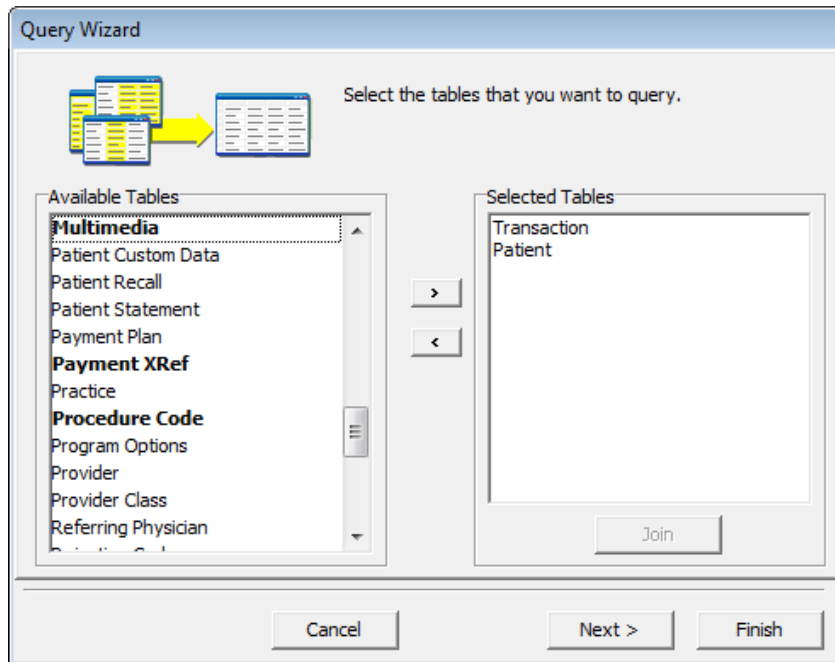 Query Wizard
Select the tables that you want to query.
Available Tables
Multimedia
Patient Custom Data
Patient Recall
Patient Statement
Payment Plan
Payment XRef
Practice
Procedure Code
Program Options
Provider
Provider Class
Referring Physician
>
<
Selected Tables
Transaction
Patient
Join
Cancel
Next >
Finish